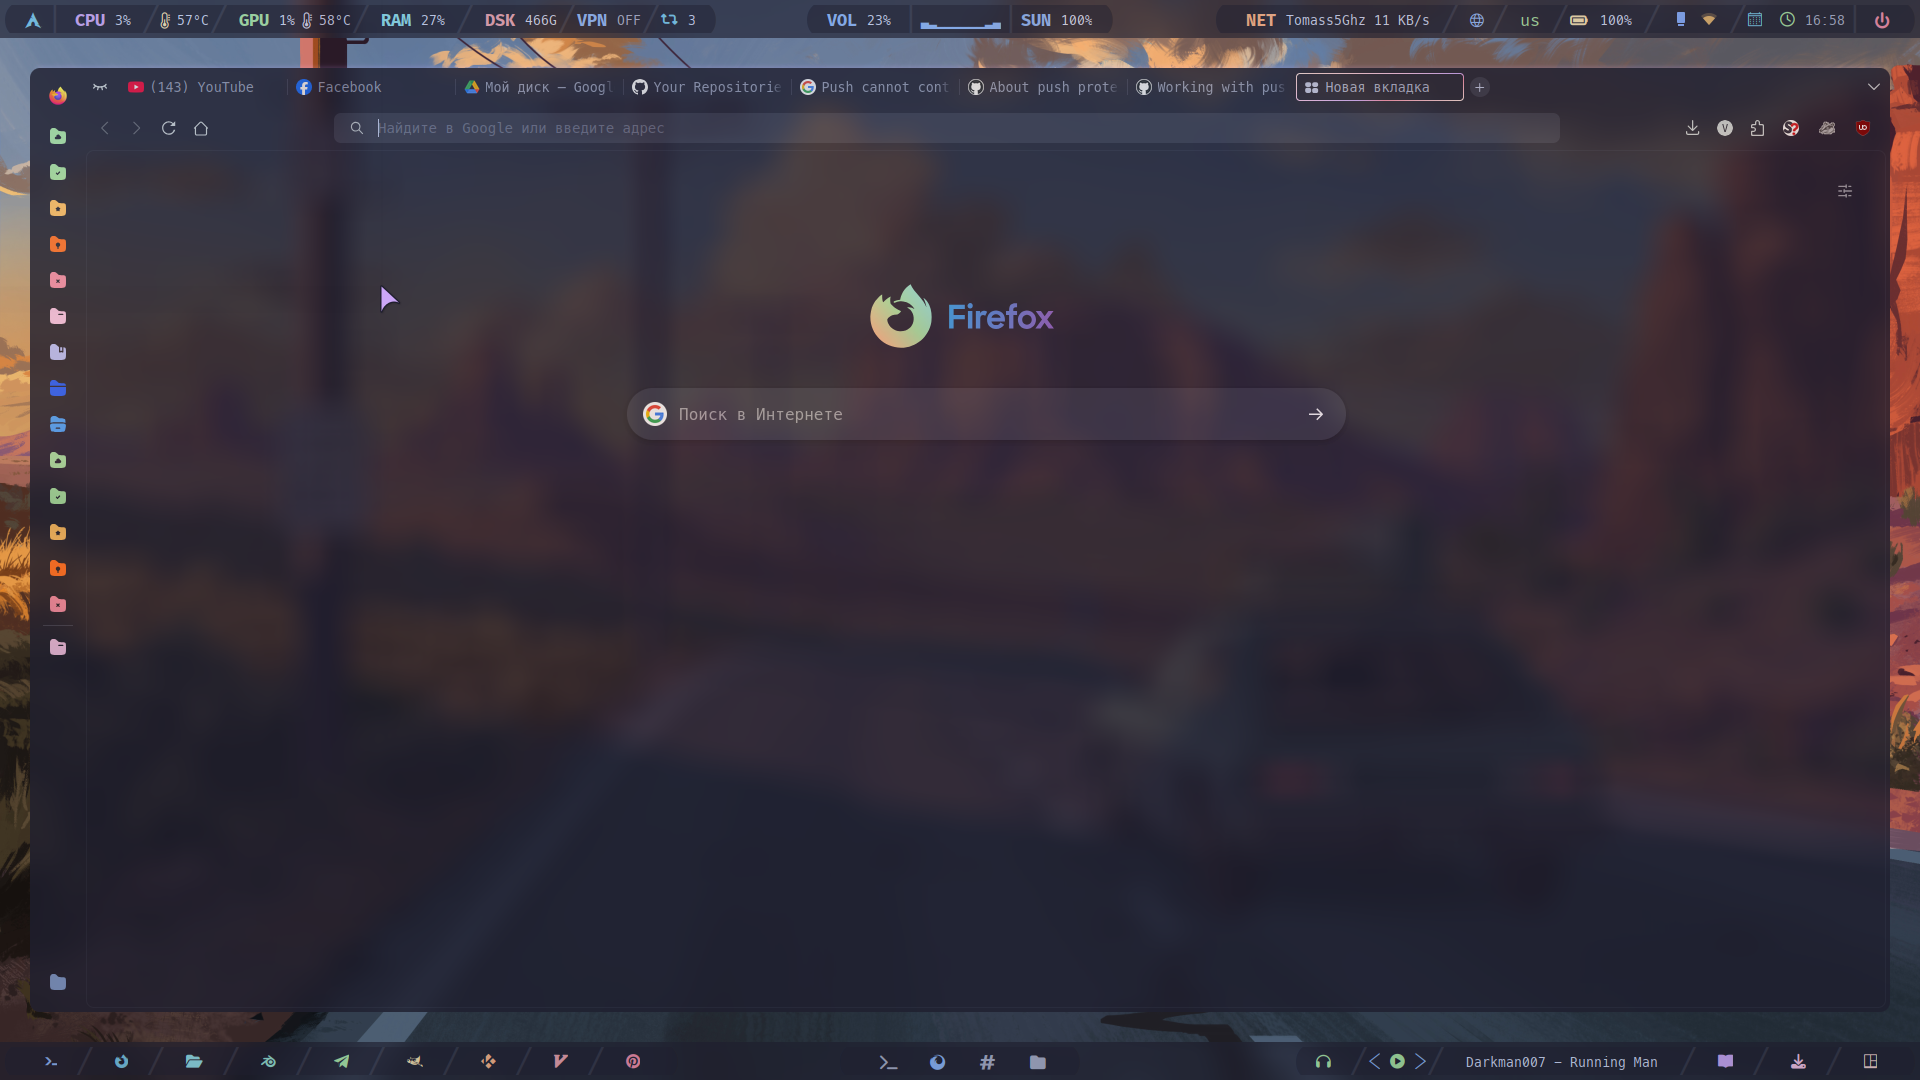 CPU 3% 57°C GPU 1% 58°C RAM 27% DSK 466G VPN OFF 3 VOL 23% SUN 100% NET Tomass5Ghz 11 KB/s us 100% 16:58
(143) YouTube Facebook Мой диск – Googl Your Repositorie Push cannot cont About push prote Working with pus Новая вкладка
Найдите в Google или введите адрес
Firefox
Поиск в Интернете
Darkman007 – Running Man